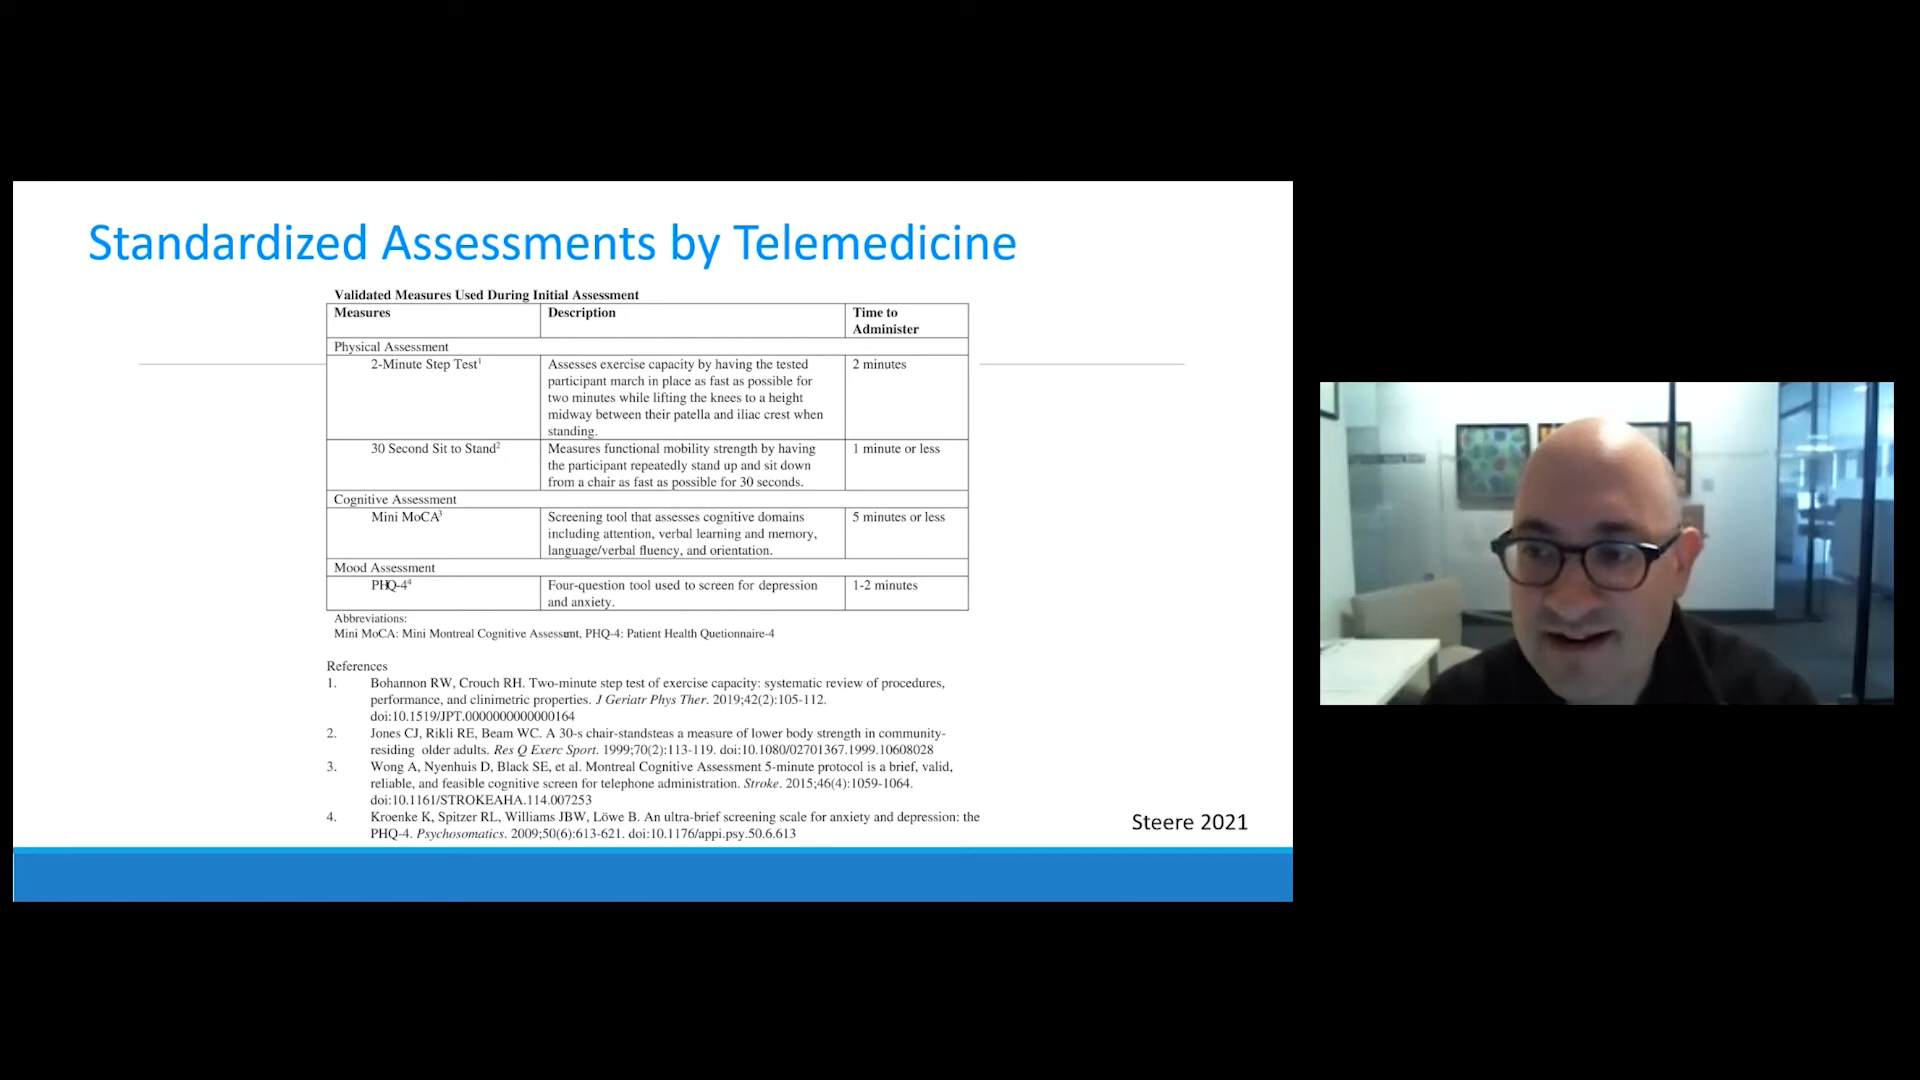 Standardized Assessments by Telemedicine
Validated Measures Used During Initial Assessment
Measures Description Time to
Administer
Physical Assessment
2-Minute Step Test¹ Assesses exercise capacity by having the tested 2 minutes
participant march in place as fast as possible for
two minutes while lifting the knees to a height
midway between their patella and iliac crest when
standing.
30 Second Sit to Stand² Measures functional mobility strength by having 1 minute or less
the participant repeatedly stand up and sit down
from a chair as fast as possible for 30 seconds.
Cognitive Assessment
Mini MoCA³ Screening tool that assesses cognitive domains 5 minutes or less
including attention, verbal learning and memory,
language/verbal fluency, and orientation.
Mood Assessment
PHQ-4⁴ Four-question tool used to screen for depression 1-2 minutes
and anxiety.
Abbreviations:
Mini MoCA: Mini Montreal Cognitive Assessmnt, PHQ-4: Patient Health Quetionnaire-4
References
1. Bohannon RW, Crouch RH. Two-minute step test of exercise capacity: systematic review of procedures,
performance, and clinimetric properties. J Geriatr Phys Ther. 2019;42(2):105-112.
doi:10.1519/JPT.0000000000000164
2. Jones CJ, Rikli RE, Beam WC. A 30-s chair-standsteas a measure of lower body strength in community-
residing older adults. Res Q Exerc Sport. 1999;70(2):113-119. doi:10.1080/02701367.1999.10608028
3. Wong A, Nyenhuis D, Black SE, et al. Montreal Cognitive Assessment 5-minute protocol is a brief, valid,
reliable, and feasible cognitive screen for telephone administration. Stroke. 2015;46(4):1059-1064.
doi:10.1161/STROKEAHA.114.007253
4. Kroenke K, Spitzer RL, Williams JBW, Löwe B. An ultra-brief screening scale for anxiety and depression: the
PHQ-4. Psychosomatics. 2009;50(6):613-621. doi:10.1176/appi.psy.50.6.613
Steere 2021